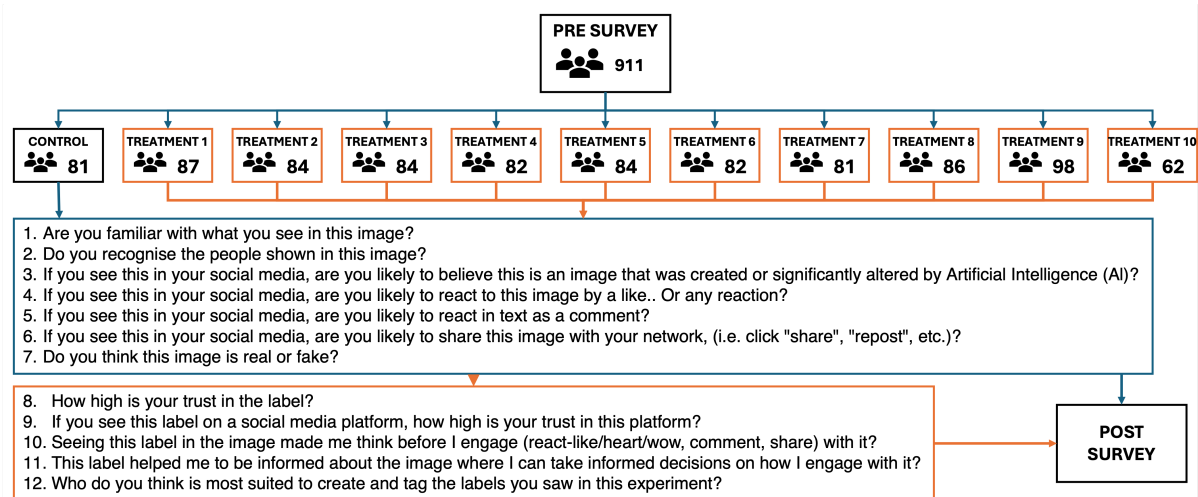 PRE SURVEY
911
CONTROL
81
TREATMENT 1
87
TREATMENT 2
84
TREATMENT 3
84
TREATMENT 4
82
TREATMENT 5
84
TREATMENT 6
82
TREATMENT 7
81
TREATMENT 8
86
TREATMENT 9
98
TREATMENT 10
62
1. Are you familiar with what you see in this image?
2. Do you recognise the people shown in this image?
3. If you see this in your social media, are you likely to believe this is an image that was created or significantly altered by Artificial Intelligence (AI)?
4. If you see this in your social media, are you likely to react to this image by a like.. Or any reaction?
5. If you see this in your social media, are you likely to react in text as a comment?
6. If you see this in your social media, are you likely to share this image with your network, (i.e. click "share", "repost", etc.)?
7. Do you think this image is real or fake?
8. How high is your trust in the label?
9. If you see this label on a social media platform, how high is your trust in this platform?
10. Seeing this label in the image made me think before I engage (react-like/heart/wow, comment, share) with it?
11. This label helped me to be informed about the image where I can take informed decisions on how I engage with it?
12. Who do you think is most suited to create and tag the labels you saw in this experiment?
POST
SURVEY